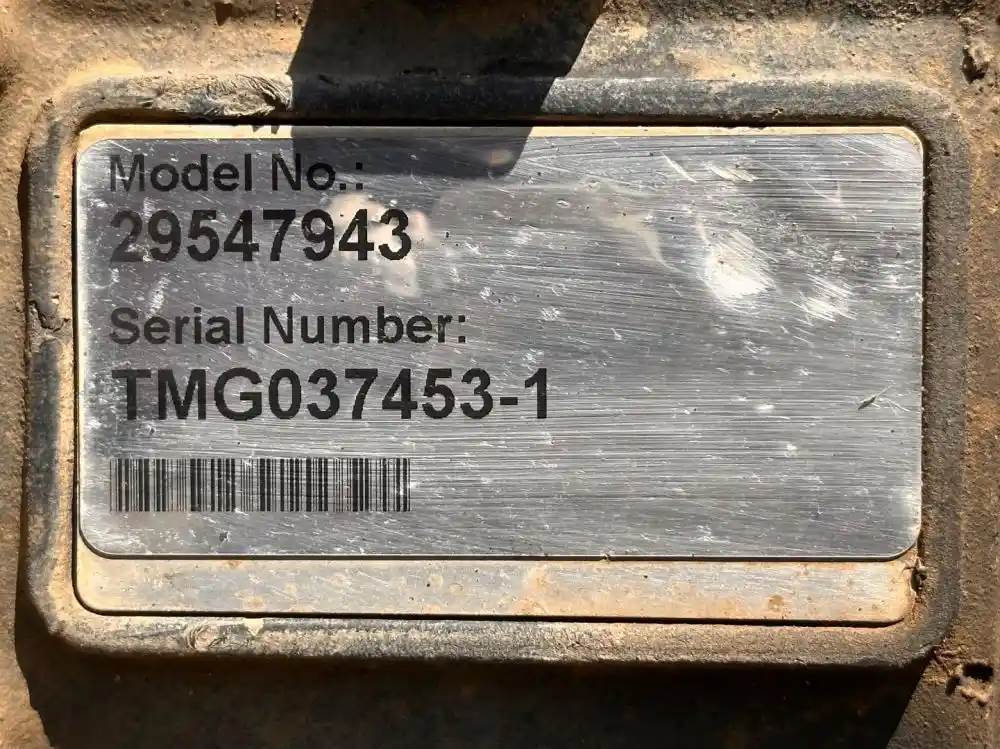 Model No.:
29547943
Serial Number:
TMG037453-1